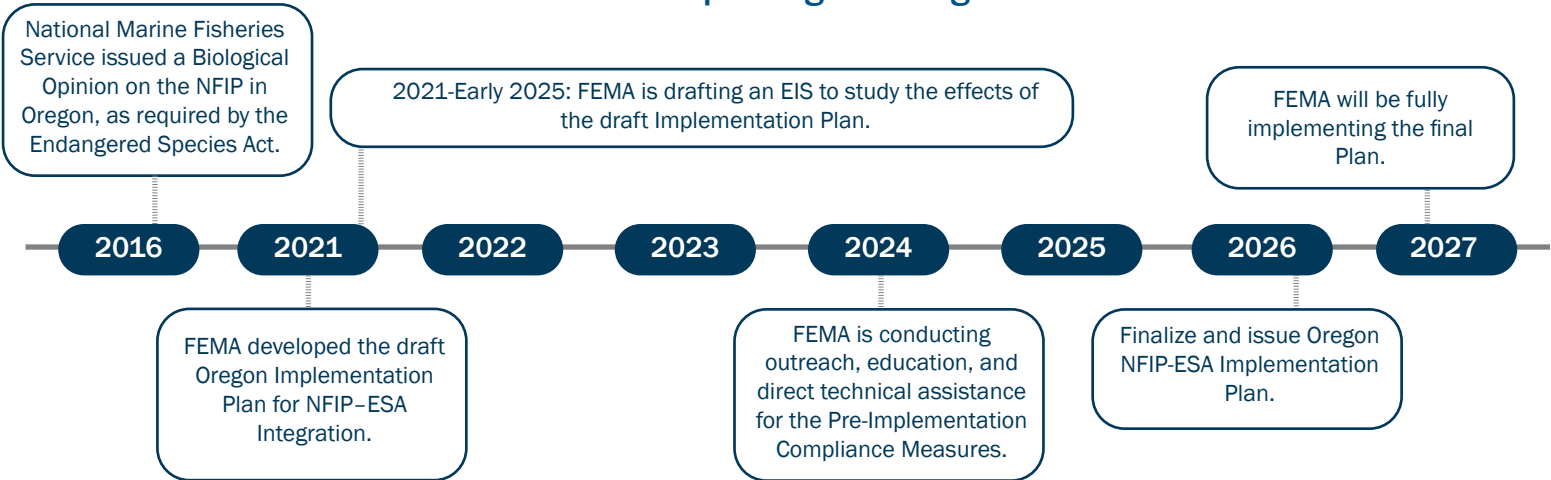 National Marine Fisheries
Service issued a Biological
Opinion on the NFIP in
Oregon, as required by the
Endangered Species Act.
2021-Early 2025: FEMA is drafting an EIS to study the effects of
the draft Implementation Plan.
FEMA will be fully
implementing the final
Plan.
2016
2021
2022
2023
2024
2025
2026
2027
FEMA developed the draft
Oregon Implementation
Plan for NFIP–ESA
Integration.
FEMA is conducting
outreach, education, and
direct technical assistance
for the Pre-Implementation
Compliance Measures.
Finalize and issue Oregon
NFIP-ESA Implementation
Plan.